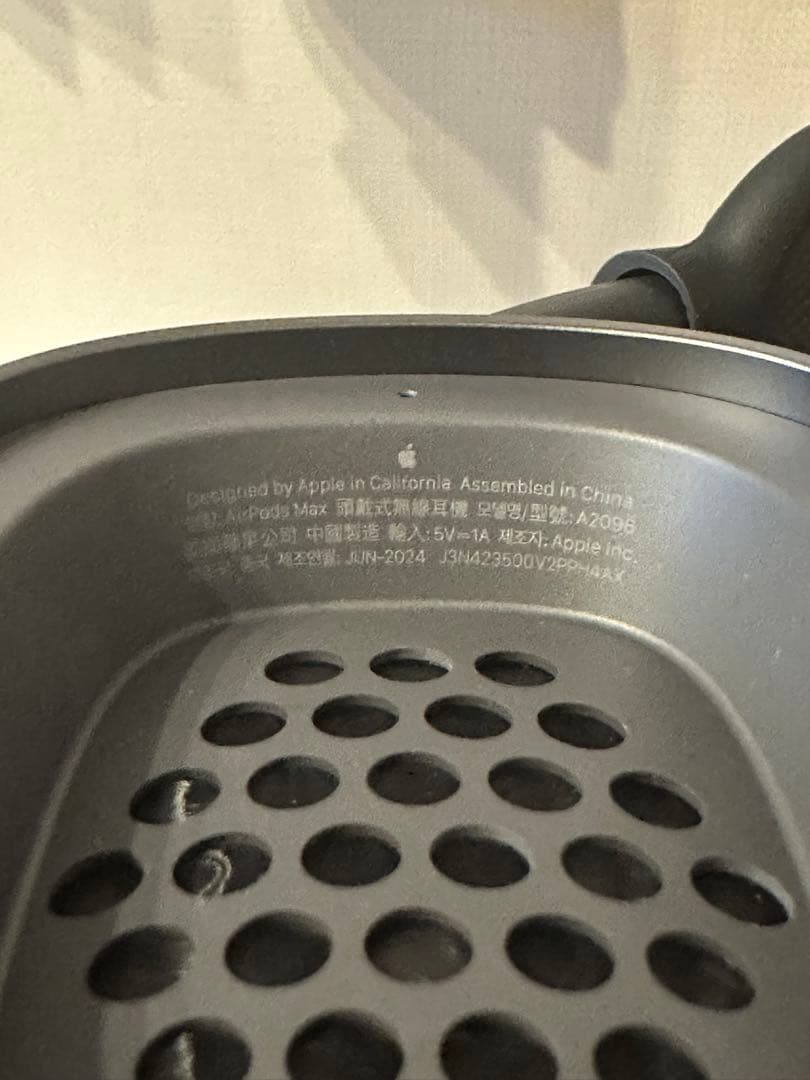 Designed by Apple in California Assembled in China
AirPods Max 頭戴式無線耳機 모델명/型號: A2096
公司 中國製造 輸入: 5V⎓1A 제조자: Apple Inc.
제조연월: JUN-2024